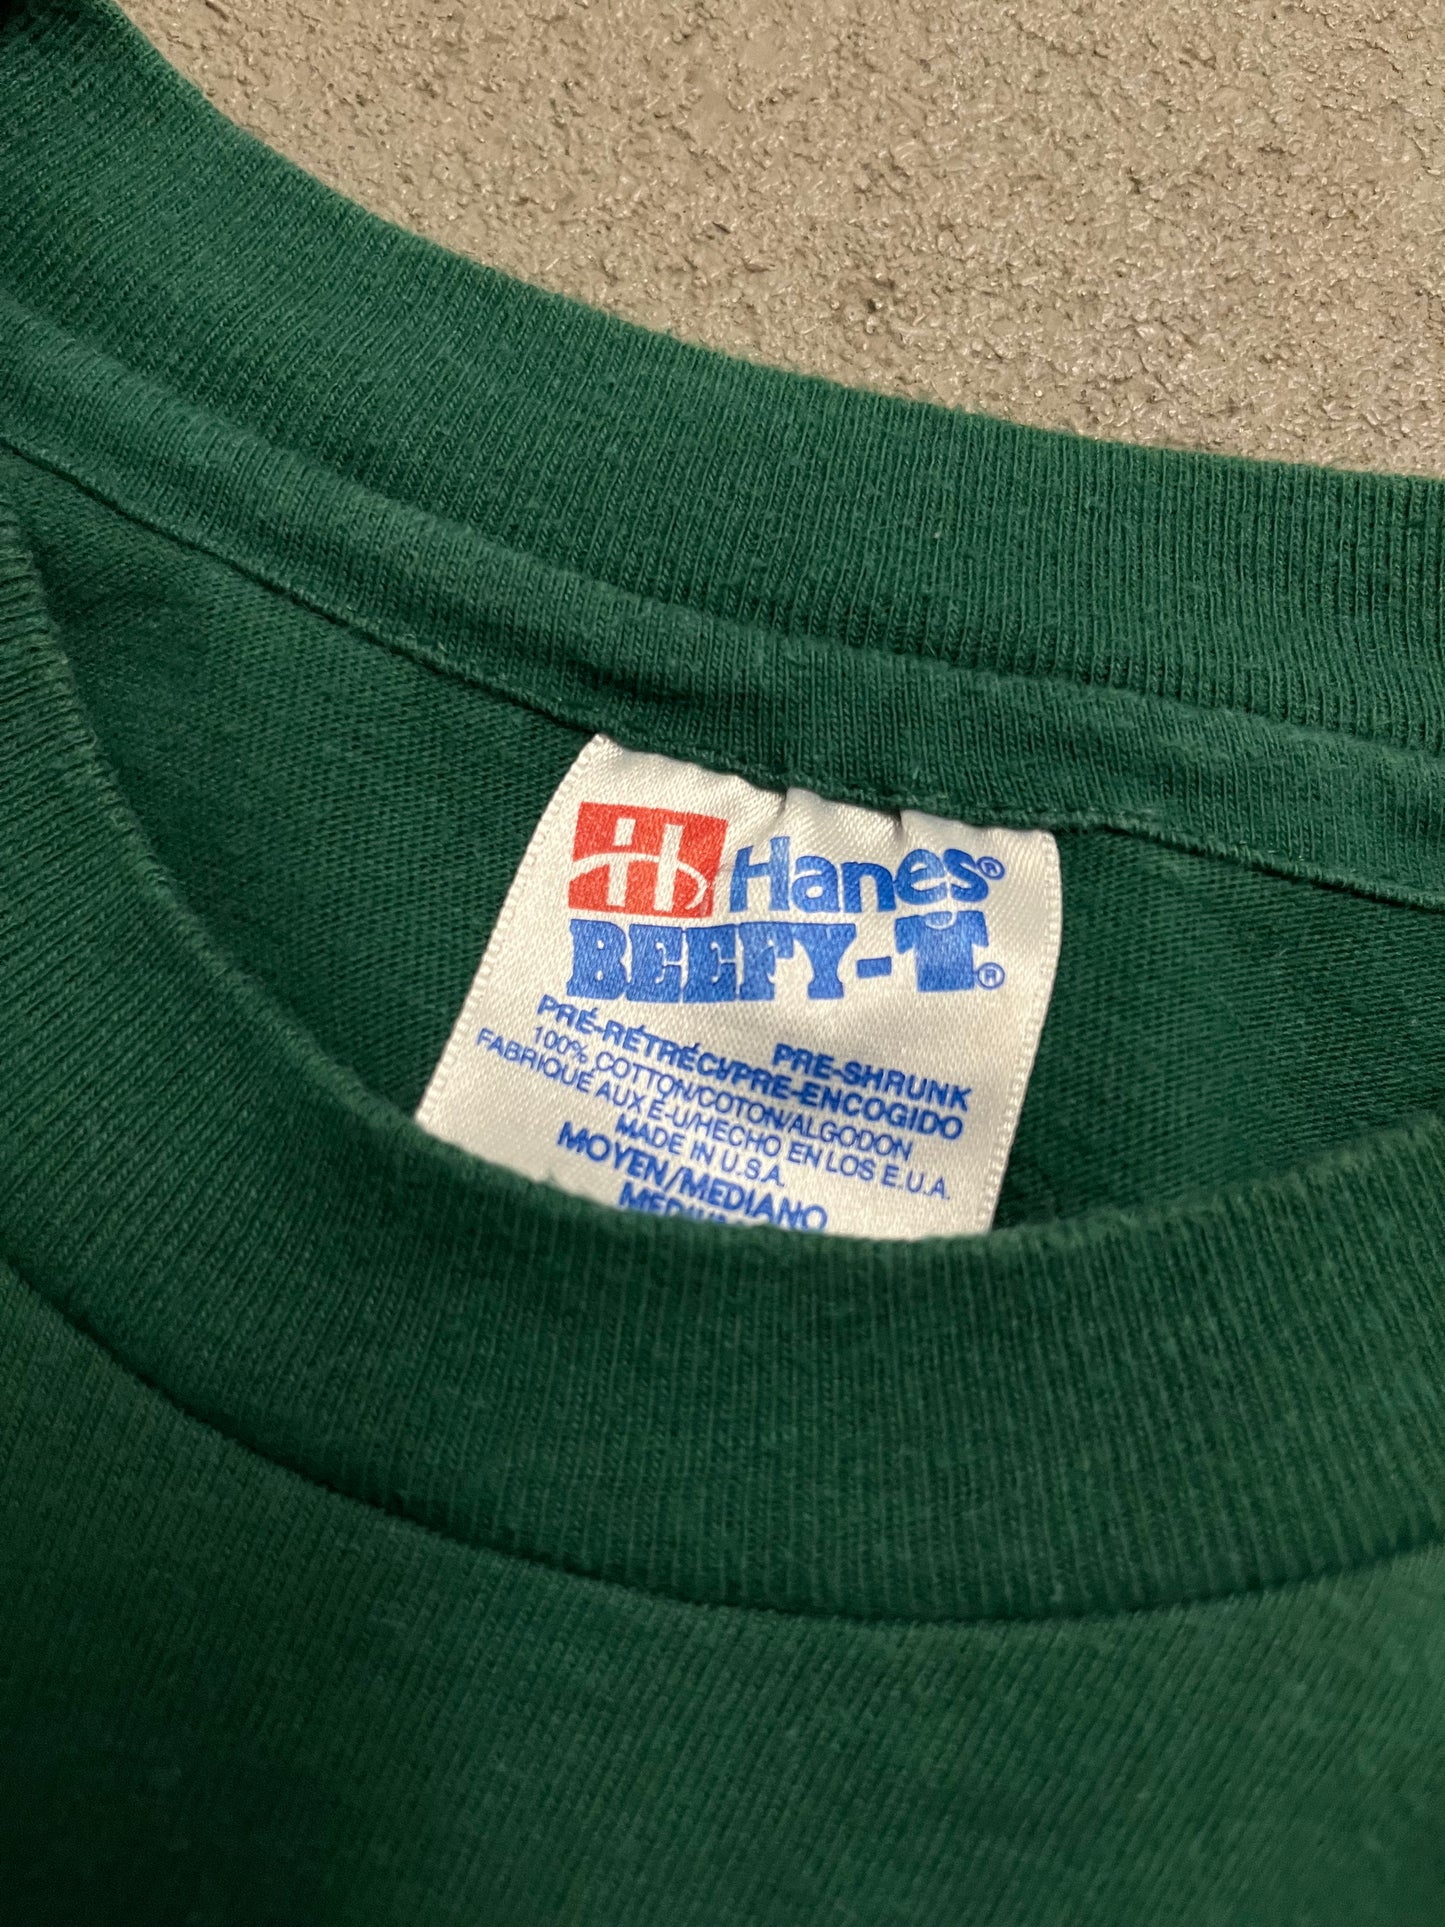 H Hanes®
BEEFY-T®
PRE-SHRUNK
PRÉ-RÉTRÉCI/PRE-ENCOGIDO
100% COTTON/COTON/ALGODON
FABRIQUÉ AUX E-U/HECHO EN LOS E.U.A.
MADE IN U.S.A.
MOYEN/MEDIANO